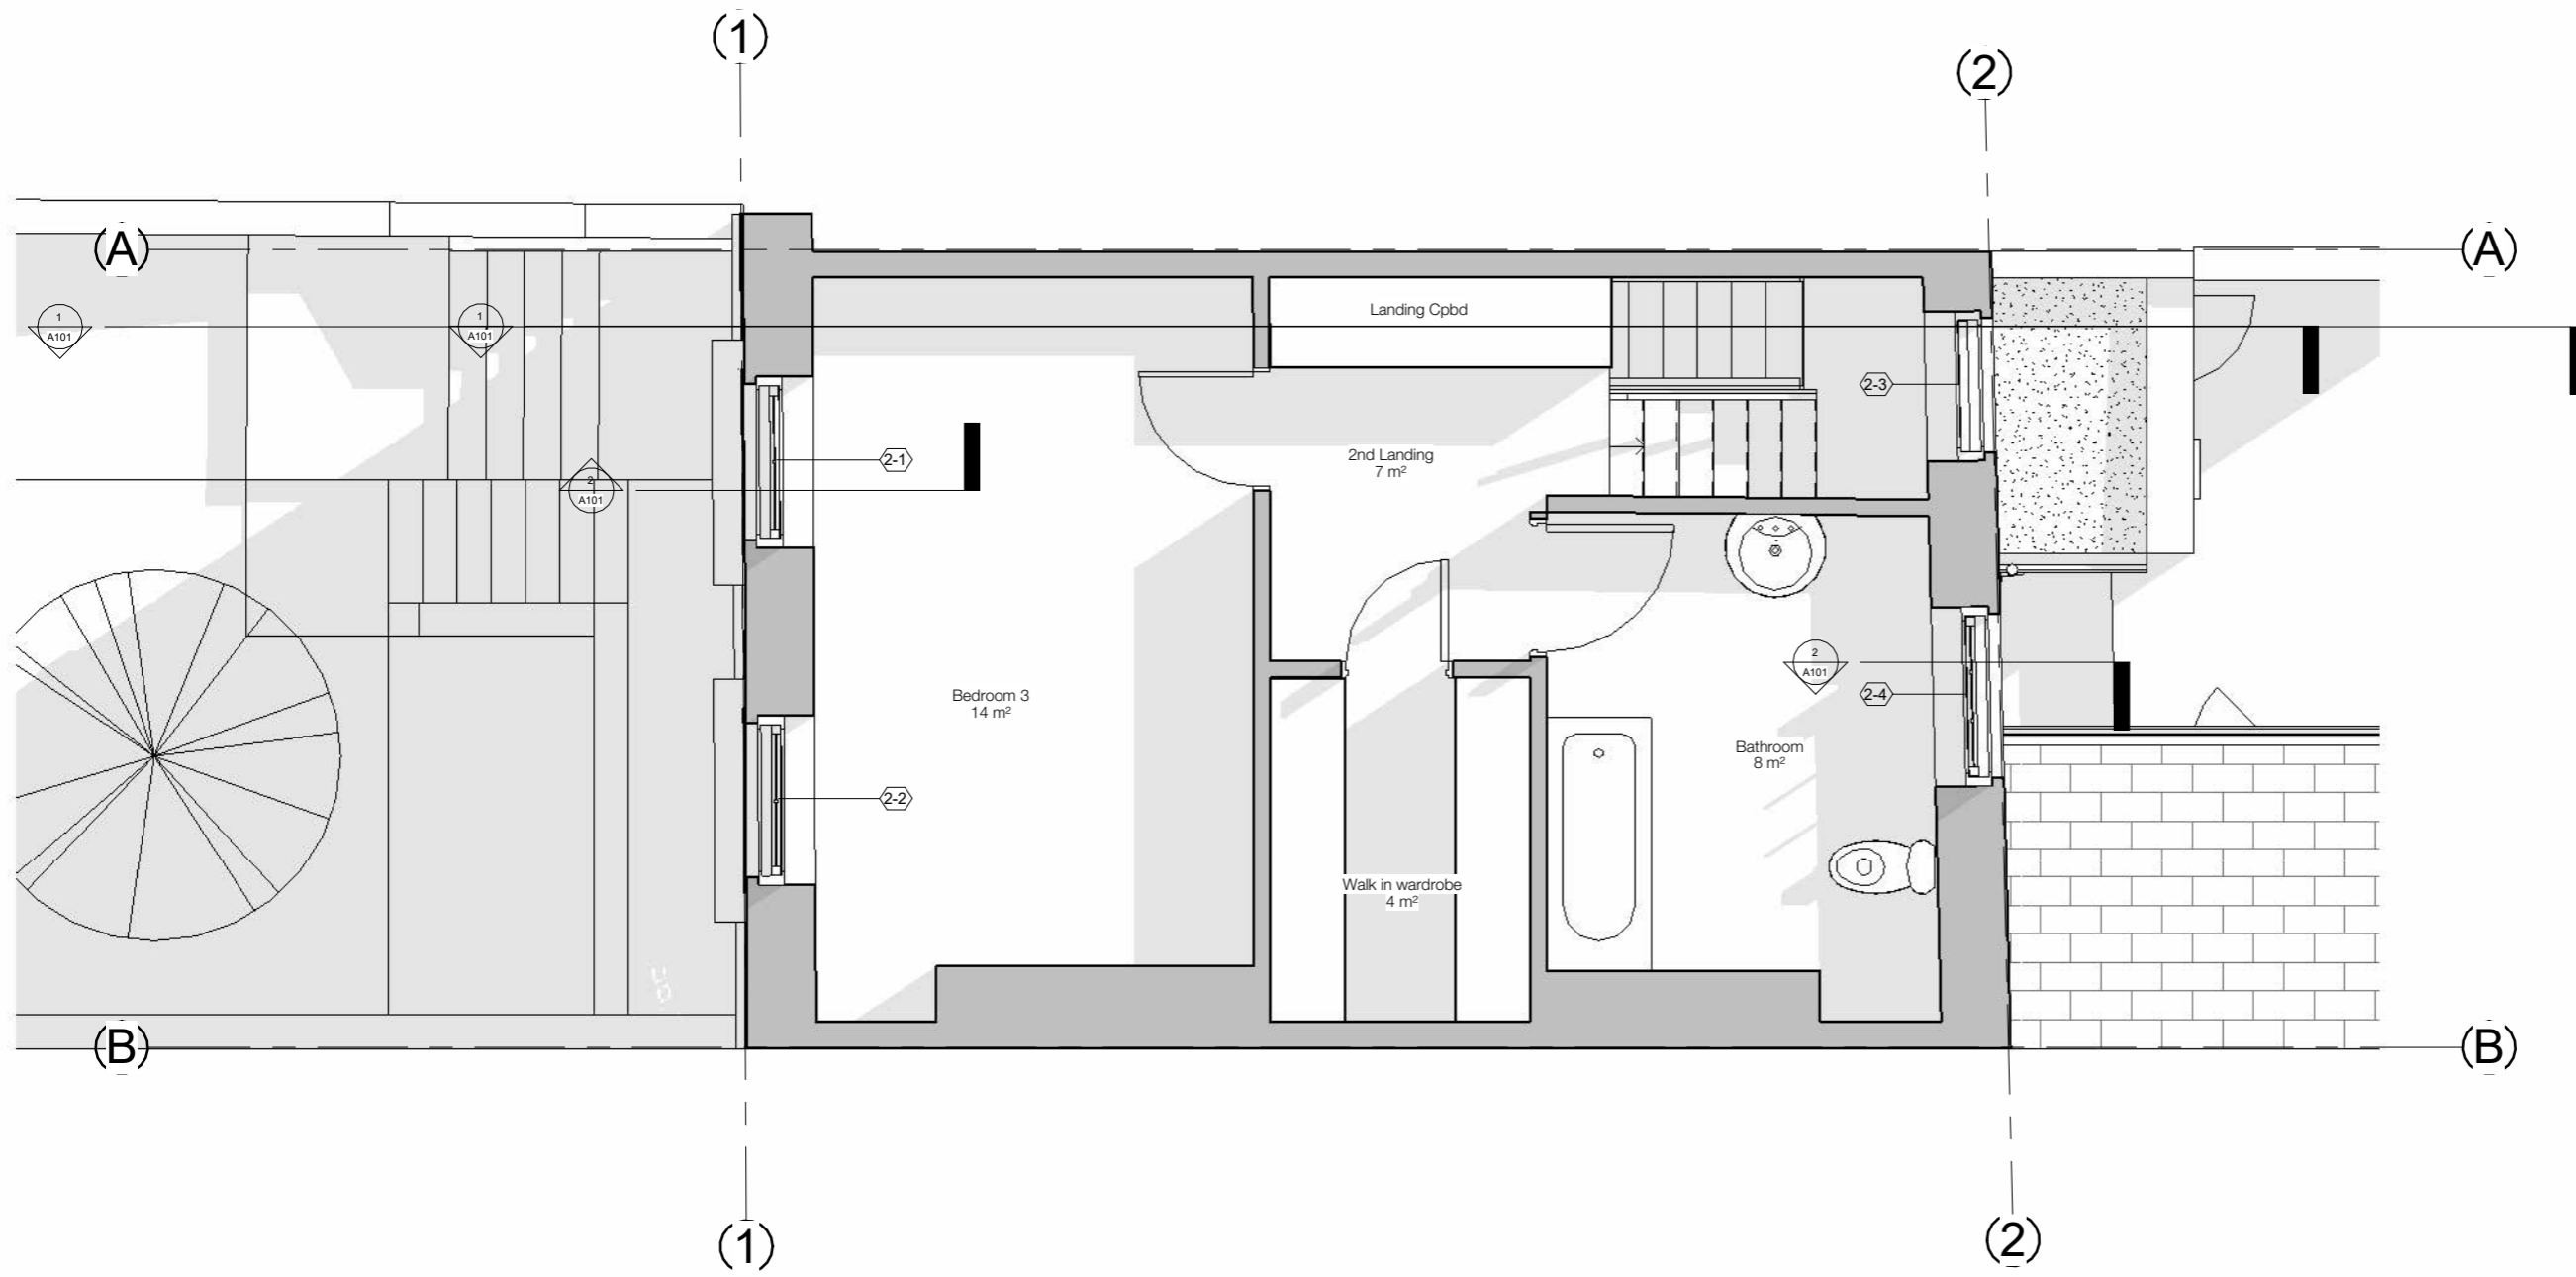 (1)
(2)
(A)
(A)
1
A101
1
A101
Landing Cpbd
2-3
2-1
2nd Landing
7 m²
2
A101
2
A101
2-4
Bedroom 3
14 m²
Bathroom
8 m²
2-2
Walk in wardrobe
4 m²
(B)
(B)
(1)
(2)